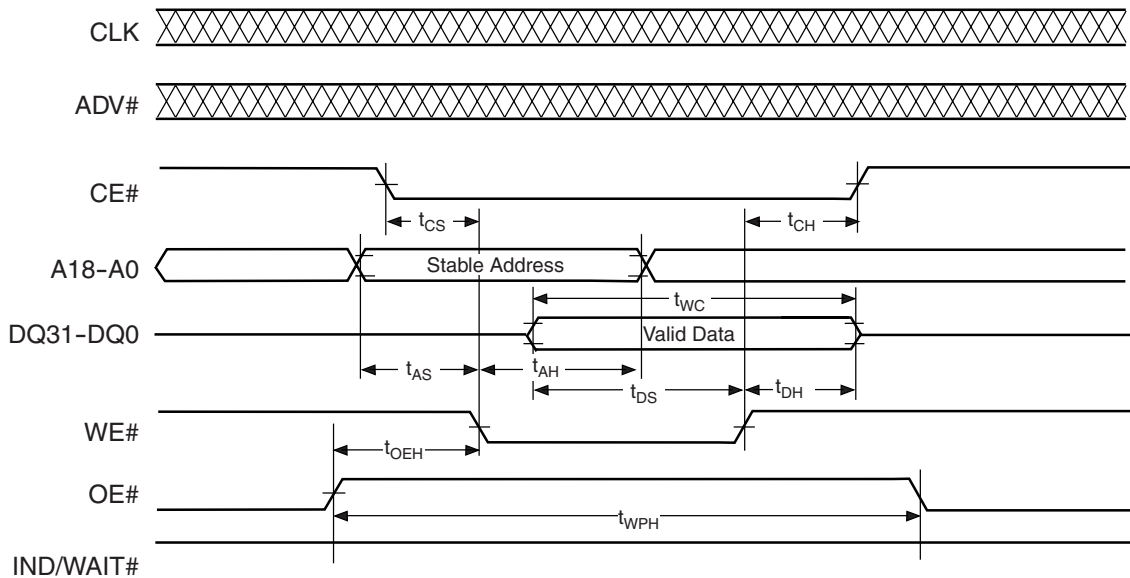 CLK
ADV#
CE#
tCS
tCH
A18–A0
Stable Address
tWC
DQ31–DQ0
Valid Data
tAS
tAH
tDS
tDH
WE#
tOEH
OE#
tWPH
IND/WAIT#